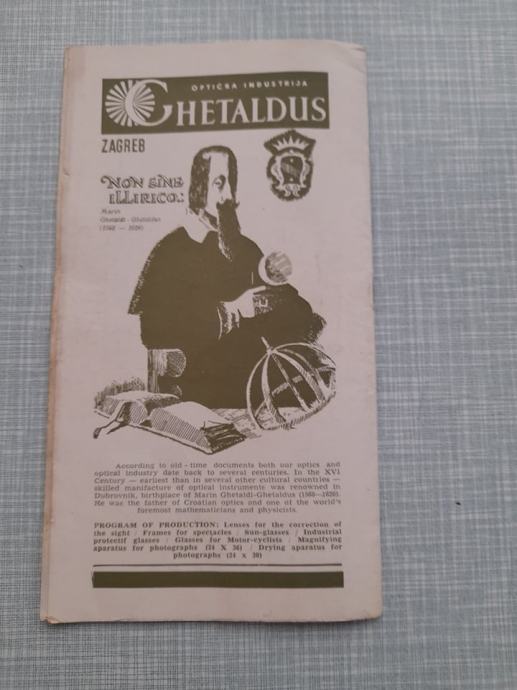 OPTIČKA INDUSTRIJA
GHETALDUS
ZAGREB
NON SINE
ILLIRICO:
Marin
Ghetaldi-Ghetaldus
(1568 — 1626)
According to old-time documents both our optics and
optical industry date back to several centuries. In the XVI
Century — earliest than in several other cultural countries —
skilled manifacture of optical instruments was renowned in
Dubrovnik, birthplace of Marin Ghetaldi-Ghetaldus (1568—1626).
He was the father of Croatian optics and one of the world's
foremost mathematicians and physicists.
PROGRAM OF PRODUCTION: Lenses for the correction of
the sight / Frames for spectacles / Sun-glasses / Industrial
protectif glasses / Glasses for Motor-cyclists / Magnifying
aparatus for photographs (24 X 36) / Drying aparatus for
photographs (24 x 30)